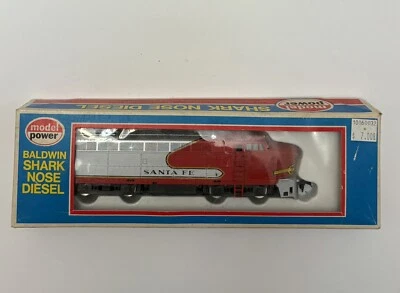 SHARK NOSE DIESEL
model
power
model
power
BALDWIN
SHARK
NOSE
DIESEL
SANTA FE